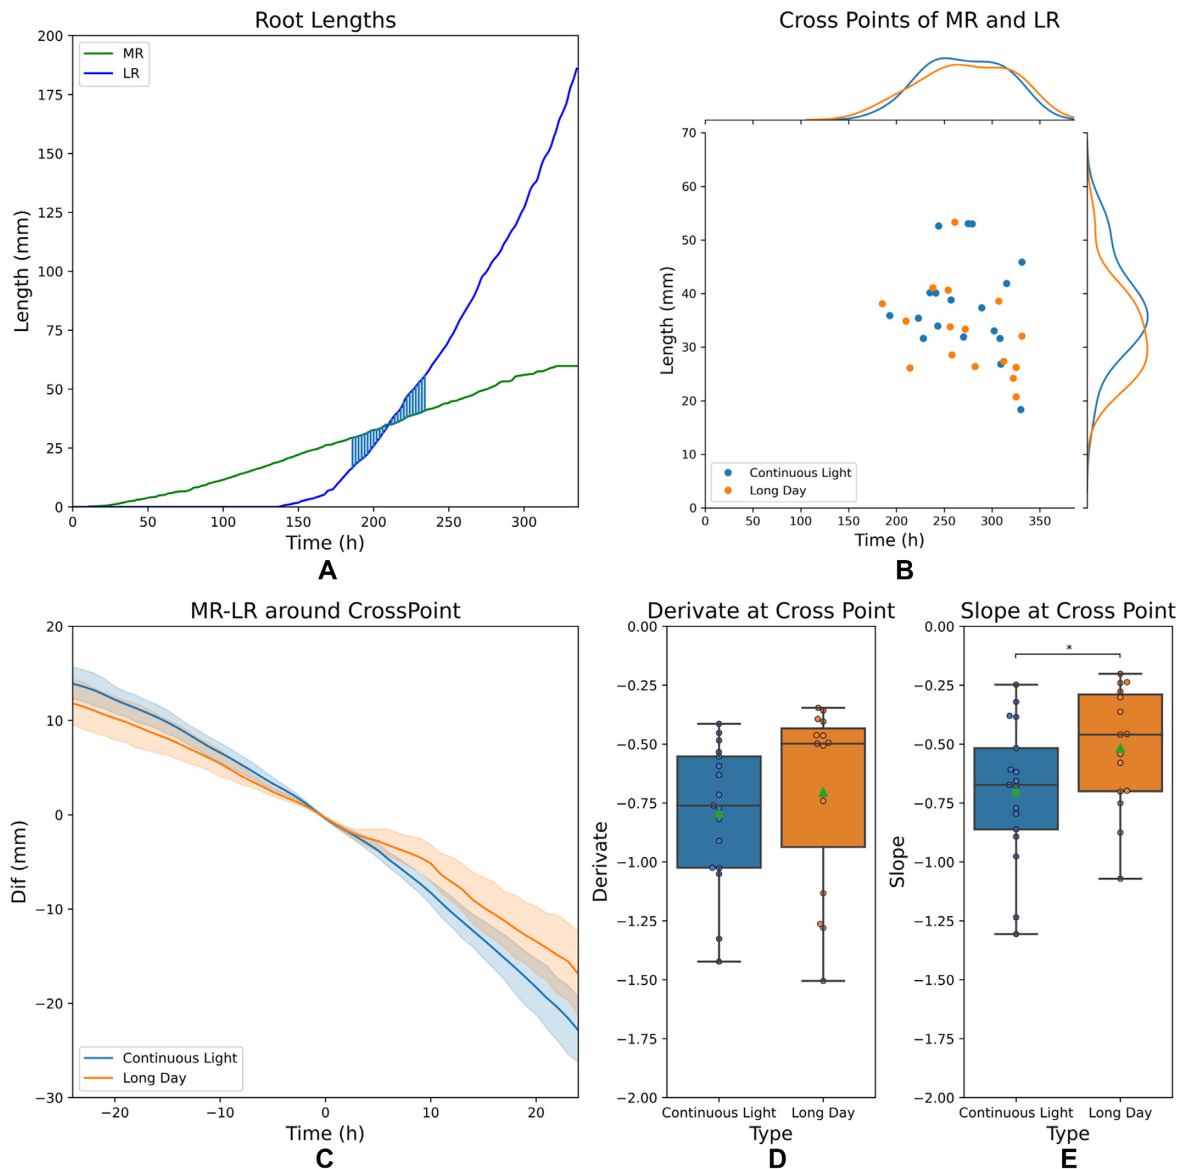 Root Lengths
MR
LR
200
175
150
125
100
75
50
25
0
Length (mm)
0 50 100 150 200 250 300
Time (h)
A
Cross Points of MR and LR
70
60
50
40
30
20
10
0
Length (mm)
Continuous Light
Long Day
0 50 100 150 200 250 300 350
Time (h)
B
MR-LR around CrossPoint
20
10
0
−10
−20
−30
Dif (mm)
Continuous Light
Long Day
−20 −10 0 10 20
Time (h)
C
Derivate at Cross Point
0.00
−0.25
−0.50
−0.75
−1.00
−1.25
−1.50
−1.75
−2.00
Derivate
Continuous Light Long Day
Type
D
Slope at Cross Point
*
0.00
−0.25
−0.50
−0.75
−1.00
−1.25
−1.50
−1.75
−2.00
Slope
Continuous Light Long Day
Type
E